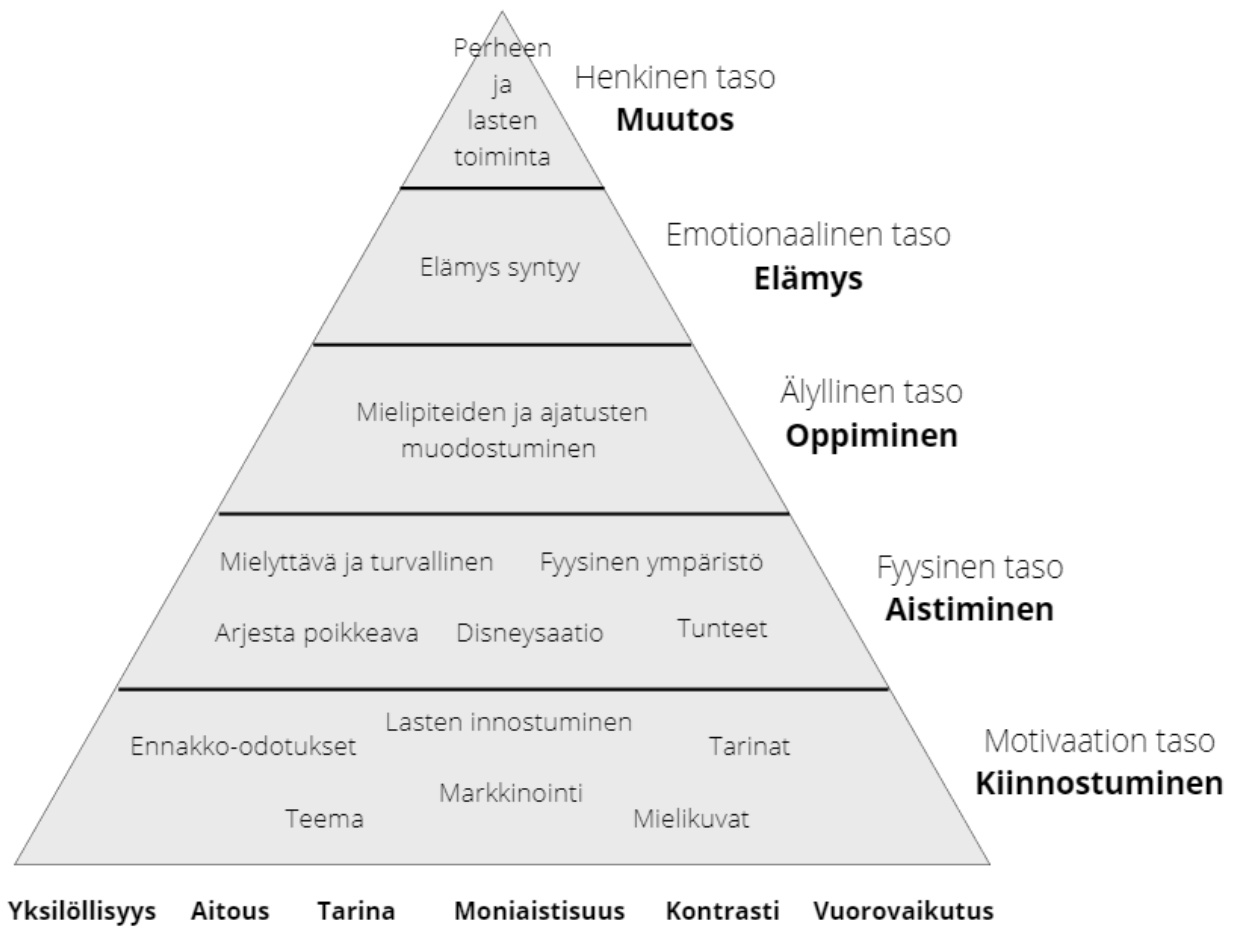 Perheen
ja
lasten
toiminta
Henkinen taso
Muutos
Elämys syntyy
Emotionaalinen taso
Elämys
Mielipiteiden ja ajatusten
muodostuminen
Älyllinen taso
Oppiminen
Mielyttävä ja turvallinen Fyysinen ympäristö
Arjesta poikkeava Disneysaatio Tunteet
Fyysinen taso
Aistiminen
Lasten innostuminen
Ennakko-odotukset Tarinat
Markkinointi
Teema Mielikuvat
Motivaation taso
Kiinnostuminen
Yksilöllisyys Aitous Tarina Moniaistisuus Kontrasti Vuorovaikutus